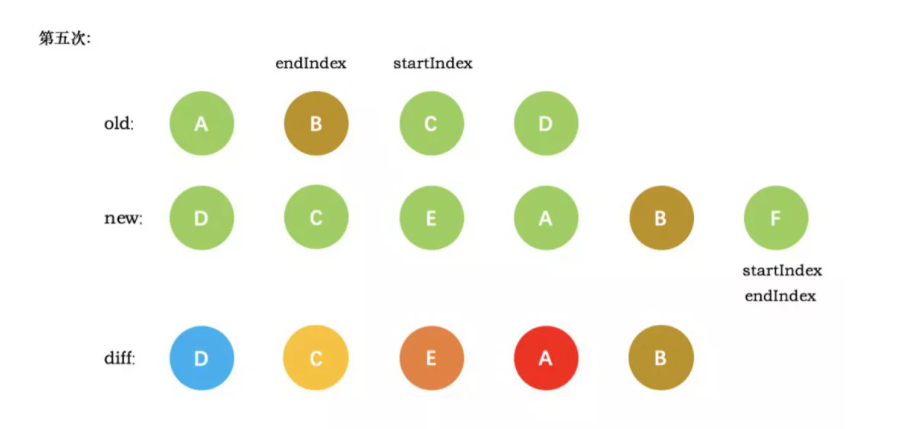 第五次:
endIndex startIndex
old: A B C D
new: D C E A B F
startIndex
endIndex
diff: D C E A B